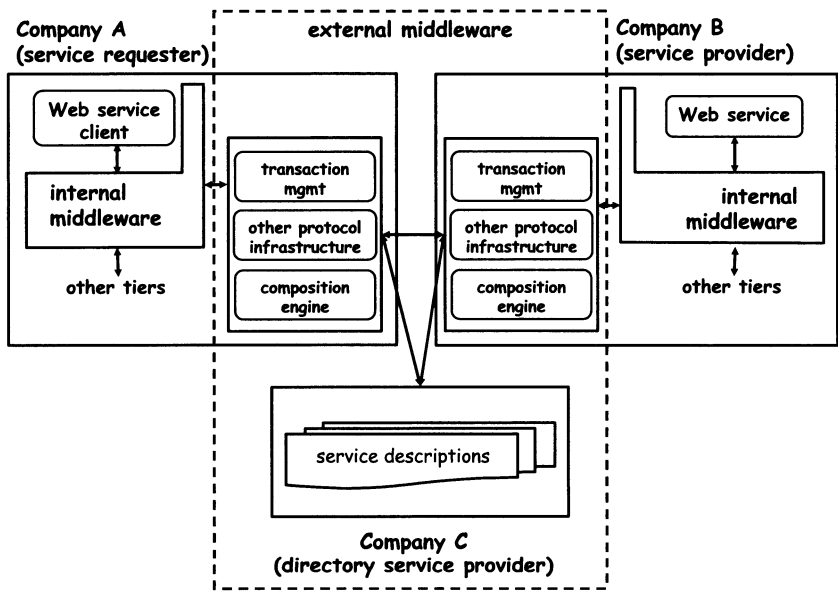 Company A
(service requester)
external middleware
Company B
(service provider)
Web service
client
internal
middleware
other tiers
transaction
mgmt
other protocol
infrastructure
composition
engine
transaction
mgmt
other protocol
infrastructure
composition
engine
Web service
internal
middleware
other tiers
service descriptions
Company C
(directory service provider)